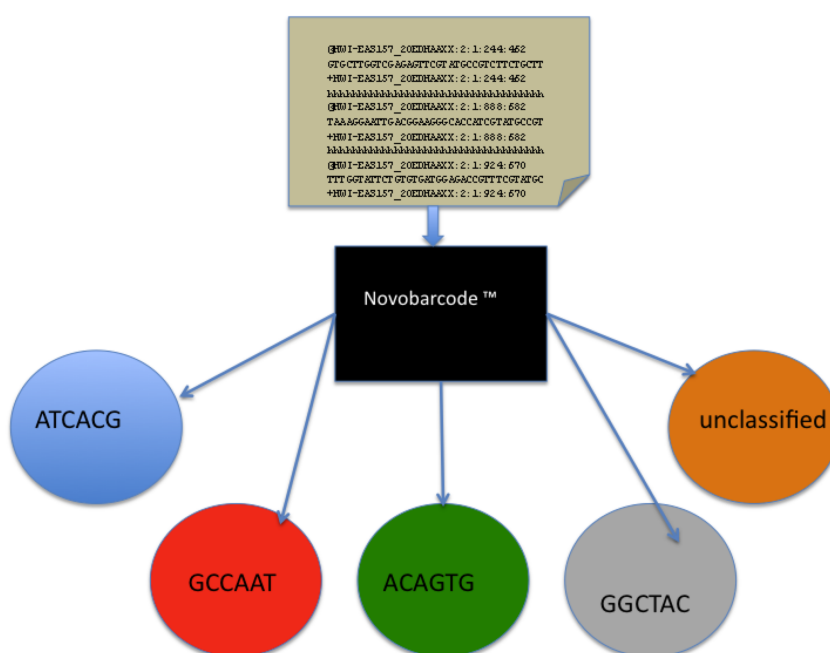 @HWI-EAS157_20EDHAAXX:2:1:244:462
GTGCTTGGTCGAGAGTTCGTATGCCGTCTTCTGCTT
+HWI-EAS157_20EDHAAXX:2:1:244:462
hhhhhhhhhhhhhhhhhhhhhhhhhhhhhhhhhhhh
@HWI-EAS157_20EDHAAXX:2:1:888:682
TAAAGGAATTGACGGAAGGGCACCATCGTATGCCGT
+HWI-EAS157_20EDHAAXX:2:1:888:682
hhhhhhhhhhhhhhhhhhhhhhhhhhhhhhhhhhhh
@HWI-EAS157_20EDHAAXX:2:1:924:670
TTTGGTATTCTGTGTGATGGAGACCGTTTCGTATGC
+HWI-EAS157_20EDHAAXX:2:1:924:670
Novobarcode ™
ATCACG
unclassified
GCCAAT
ACAGTG
GGCTAC